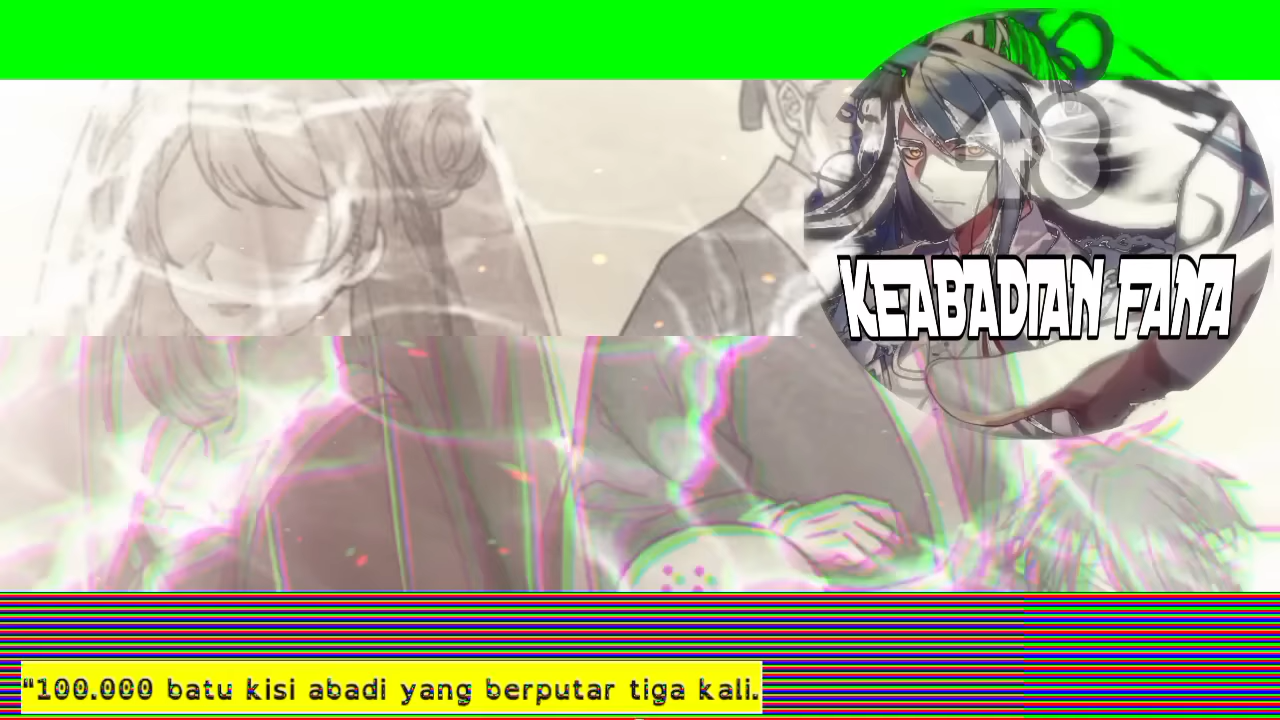 KEABADIAN FANA
"100.000 batu kisi abadi yang berputar tiga kali.